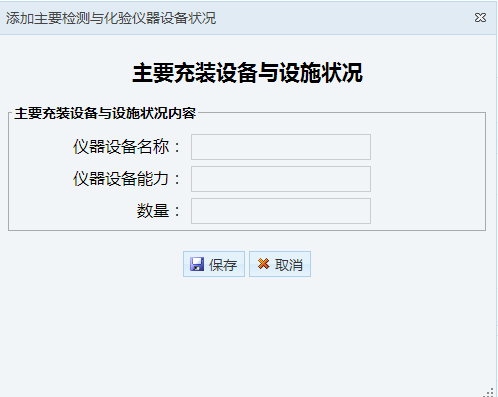 添加主要检测与化验仪器设备状况
主要充装设备与设施状况
主要充装设备与设施状况内容
仪器设备名称：
仪器设备能力：
数量：
保存 取消